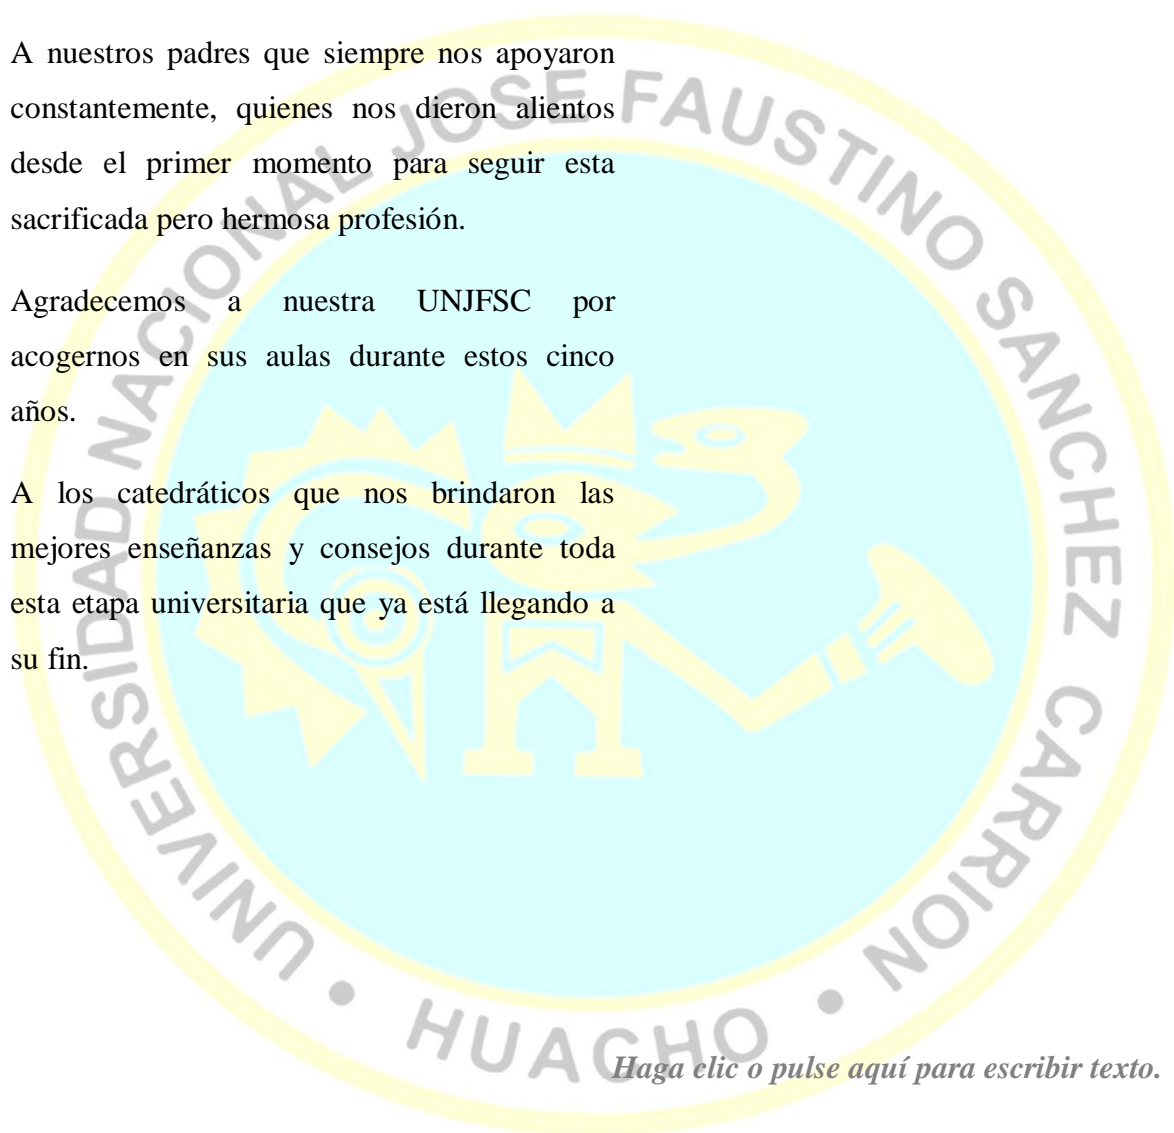 A nuestros padres que siempre nos apoyaron
constantemente, quienes nos dieron alientos
desde el primer momento para seguir esta
sacrificada pero hermosa profesión.
Agradecemos a nuestra UNJFSC por
acogernos en sus aulas durante estos cinco
años.
A los catedráticos que nos brindaron las
mejores enseñanzas y consejos durante toda
esta etapa universitaria que ya está llegando a
su fin.
UNIVERSIDAD NACIONAL JOSE FAUSTINO SANCHEZ CARRION
• HUACHO •
Haga clic o pulse aquí para escribir texto.